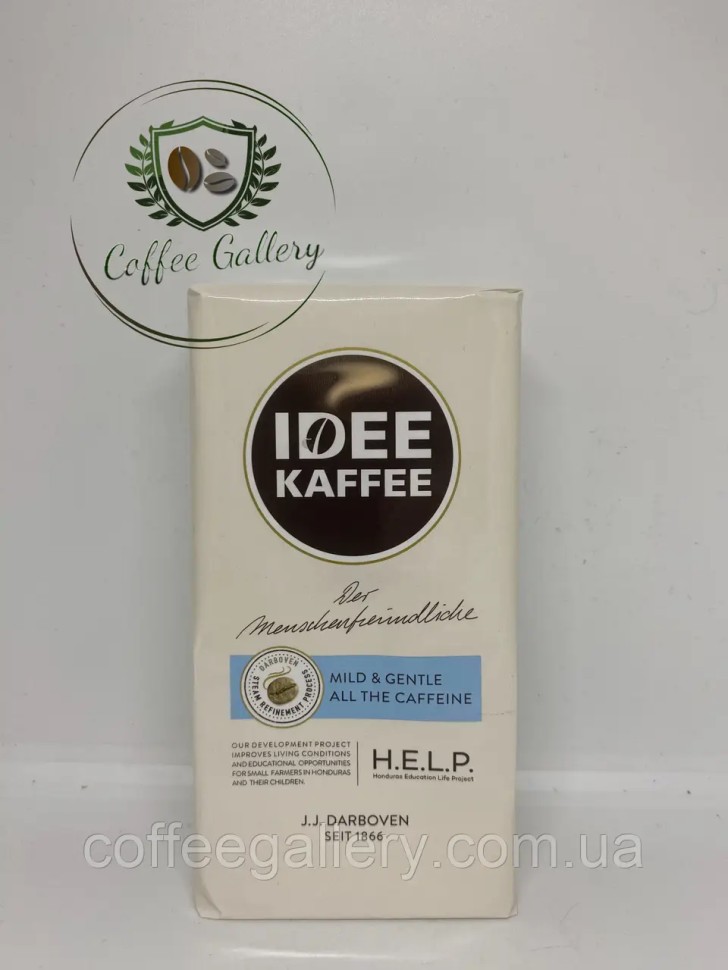 Coffee Gallery
IDEE
KAFFEE
Der
Menschenfreundliche
DARBOVEN
STEAM REFINEMENT PROCESS
MILD & GENTLE
ALL THE CAFFEINE
OUR DEVELOPMENT PROJECT
IMPROVES LIVING CONDITIONS
AND EDUCATIONAL OPPORTUNITIES
FOR SMALL FARMERS IN HONDURAS
AND THEIR CHILDREN.
H.E.L.P.
Honduras Education Life Project
J.J. DARBOVEN
SEIT 1866
coffeegallery.com.ua